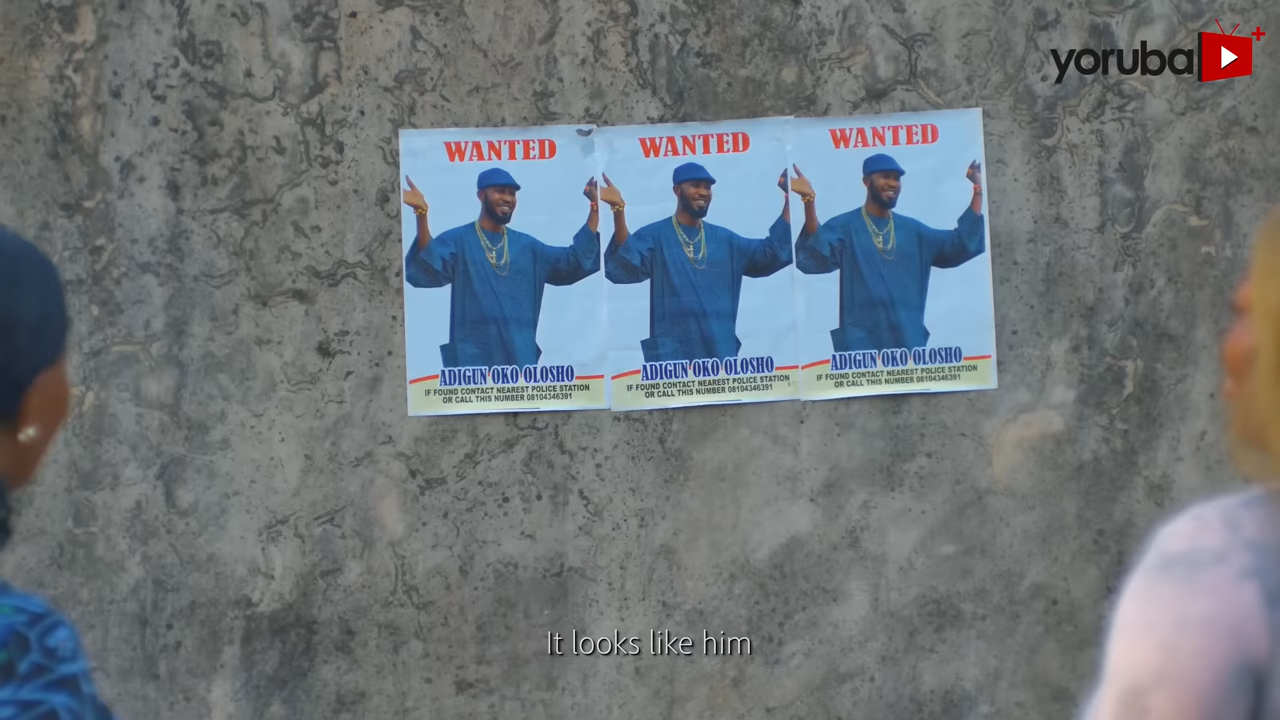 yoruba
WANTED
ADIGUN OKO OLOSHO
IF FOUND CONTACT NEAREST POLICE STATION
OR CALL THIS NUMBER 08104346391
WANTED
ADIGUN OKO OLOSHO
IF FOUND CONTACT NEAREST POLICE STATION
OR CALL THIS NUMBER 08104346391
WANTED
ADIGUN OKO OLOSHO
IF FOUND CONTACT NEAREST POLICE STATION
OR CALL THIS NUMBER 08104346391
It looks like him